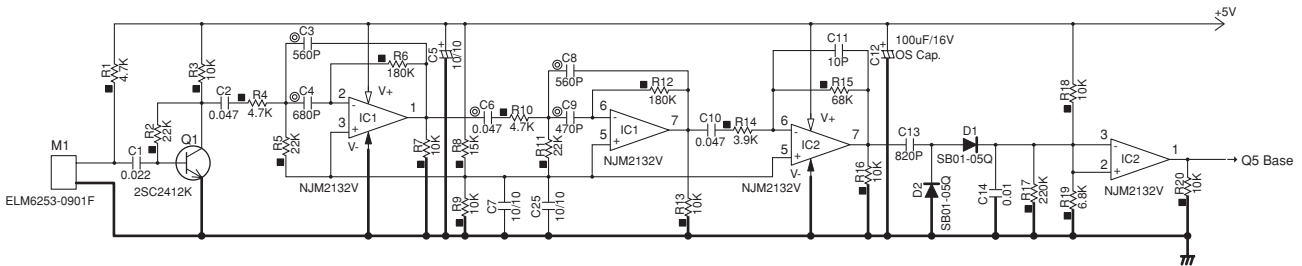 +5V
C3
560P
R6
180K
C5
10/10
C8
560P
R12
180K
C11
10P
C12
100uF/16V
OS Cap.
R1
4.7K
R3
10K
C2
0.047
R4
4.7K
C4
680P
2
3
1
IC1
V+
V-
NJM2132V
C6
0.047
R10
4.7K
C9
470P
6
5
7
IC1
NJM2132V
C10
0.047
R14
3.9K
R15
68K
6
5
7
IC2
V+
V-
NJM2132V
C13
820P
D1
SB01-05Q
R18
10K
3
2
1
IC2
NJM2132V
Q5 Base
M1
ELM6253-0901F
C1
0.022
R2
22K
Q1
2SC2412K
R5
22K
R7
10K
R8
15K
R9
10K
C7
10/10
R11
22K
C25
10/10
R13
10K
R16
10K
D2
SB01-05Q
C14
0.01
R17
220K
R19
6.8K
R20
10K